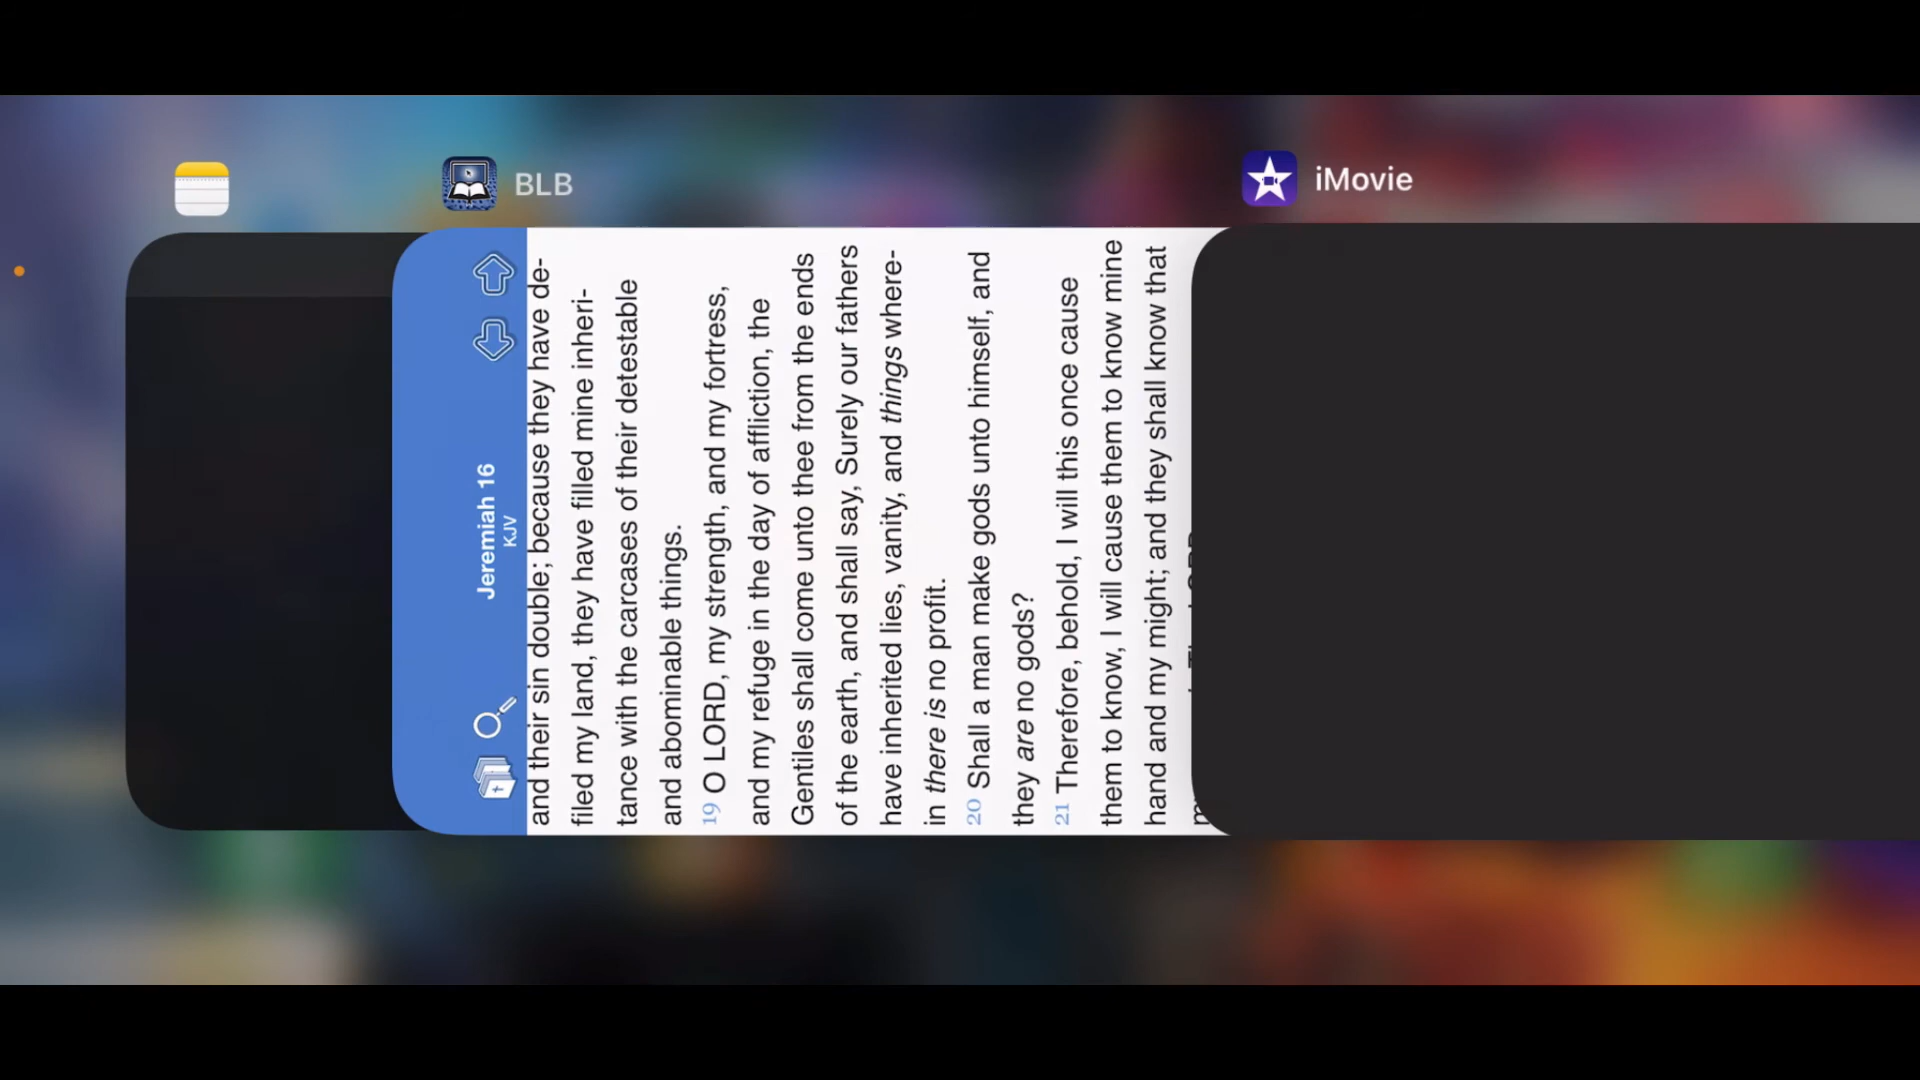 BLB
iMovie
Jeremiah 16
KJV
and their sin double; because they have de-
filed my land, they have filled mine inheri-
tance with the carcases of their detestable
and abominable things.
19 O LORD, my strength, and my fortress,
and my refuge in the day of affliction, the
Gentiles shall come unto thee from the ends
of the earth, and shall say, Surely our fathers
have inherited lies, vanity, and things where-
in there is no profit.
20 Shall a man make gods unto himself, and
they are no gods?
21 Therefore, behold, I will this once cause
them to know, I will cause them to know mine
hand and my might; and they shall know that